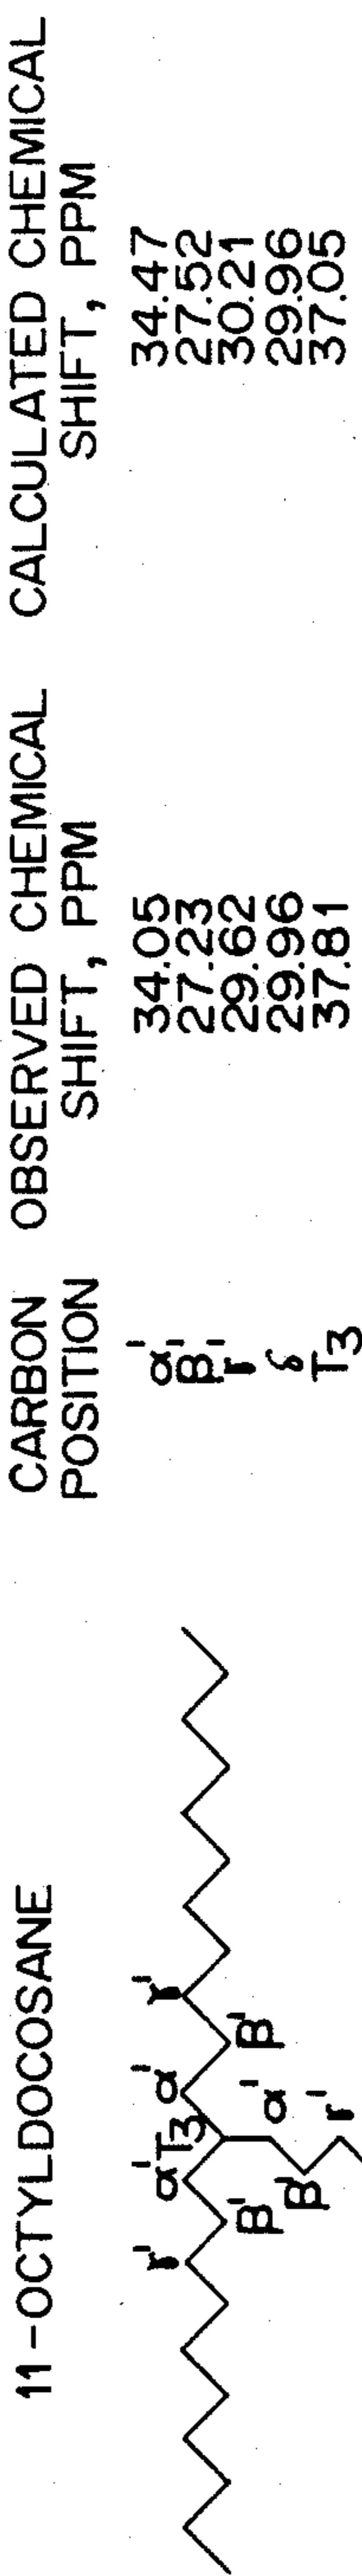 11-OCTYLDOCOSANE
CARBON POSITION
OBSERVED CHEMICAL SHIFT, PPM
CALCULATED CHEMICAL SHIFT, PPM
α' 34.05 34.47
β' 27.23 27.52
γ' 29.62 30.21
δ 29.96 29.96
T3 37.81 37.05
γ' α' T3 α' γ'
β' β'
α'
β'
γ'